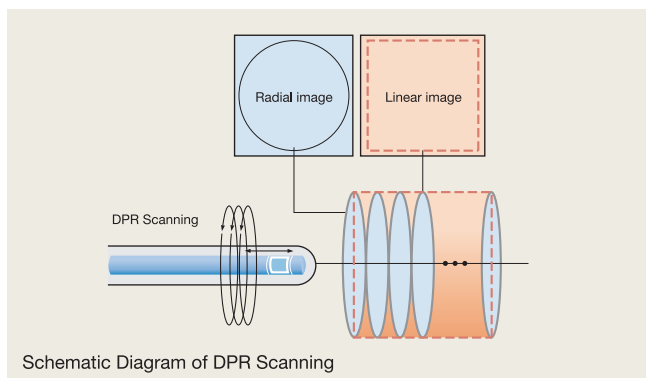 Radial image
Linear image
DPR Scanning
Schematic Diagram of DPR Scanning